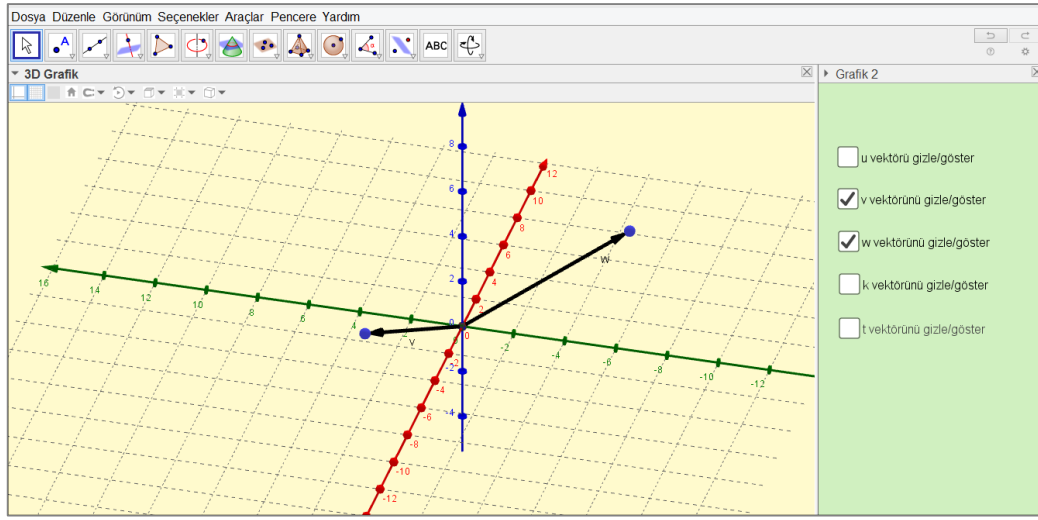 Dosya Düzenle Görünüm Seçenekler Araçlar Pencere Yardım
A
ABC
3D Grafik
Grafik 2
u vektörü gizle/göster
v vektörünü gizle/göster
w vektörünü gizle/göster
k vektörünü gizle/göster
t vektörünü gizle/göster
8
6
4
2
0
-2
-4
12
10
8
6
4
2
0
-2
-4
-6
-8
-10
-12
16
14
12
10
8
6
4
2
-2
-4
-6
-8
-10
-12
w
v